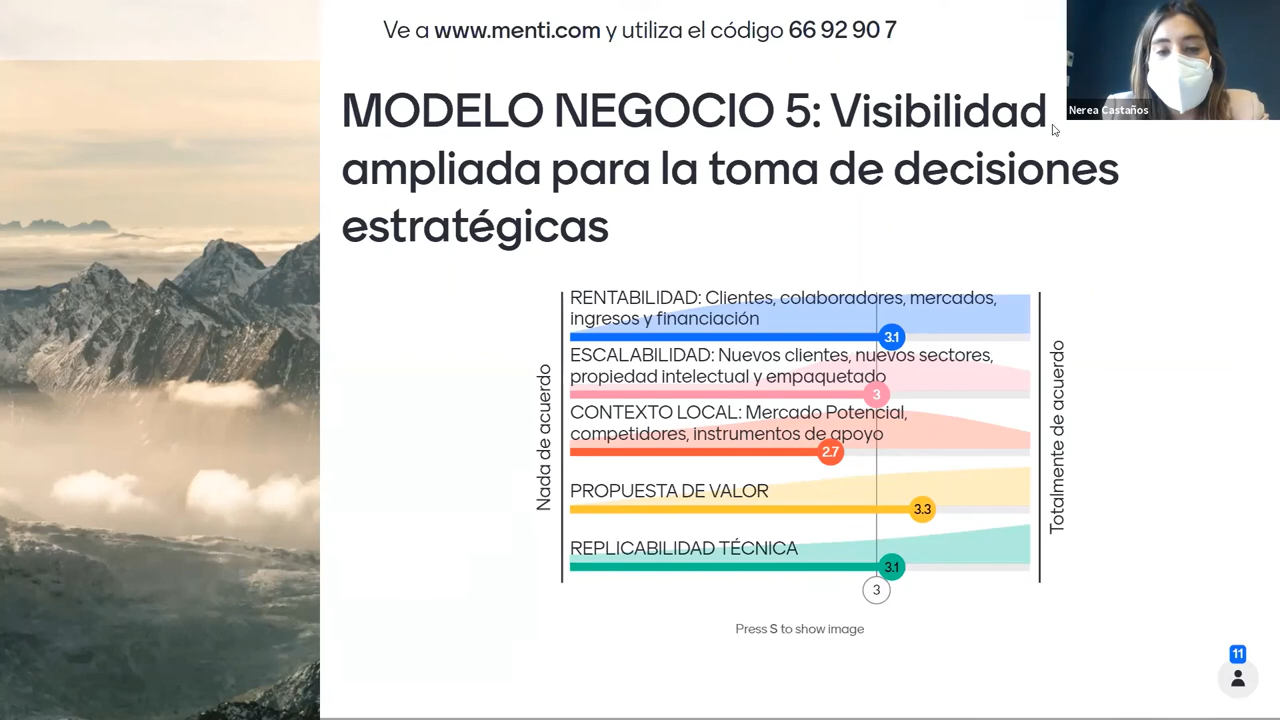 Ve a www.menti.com y utiliza el código 66 92 90 7
Nerea Castaños
MODELO NEGOCIO 5: Visibilidad
ampliada para la toma de decisiones
estratégicas
Nada de acuerdo
RENTABILIDAD: Clientes, colaboradores, mercados,
ingresos y financiación
3.1
ESCALABILIDAD: Nuevos clientes, nuevos sectores,
propiedad intelectual y empaquetado
3
CONTEXTO LOCAL: Mercado Potencial,
competidores, instrumentos de apoyo
2.7
PROPUESTA DE VALOR
3.3
REPLICABILIDAD TÉCNICA
3.1
3
Totalmente de acuerdo
Press S to show image
11